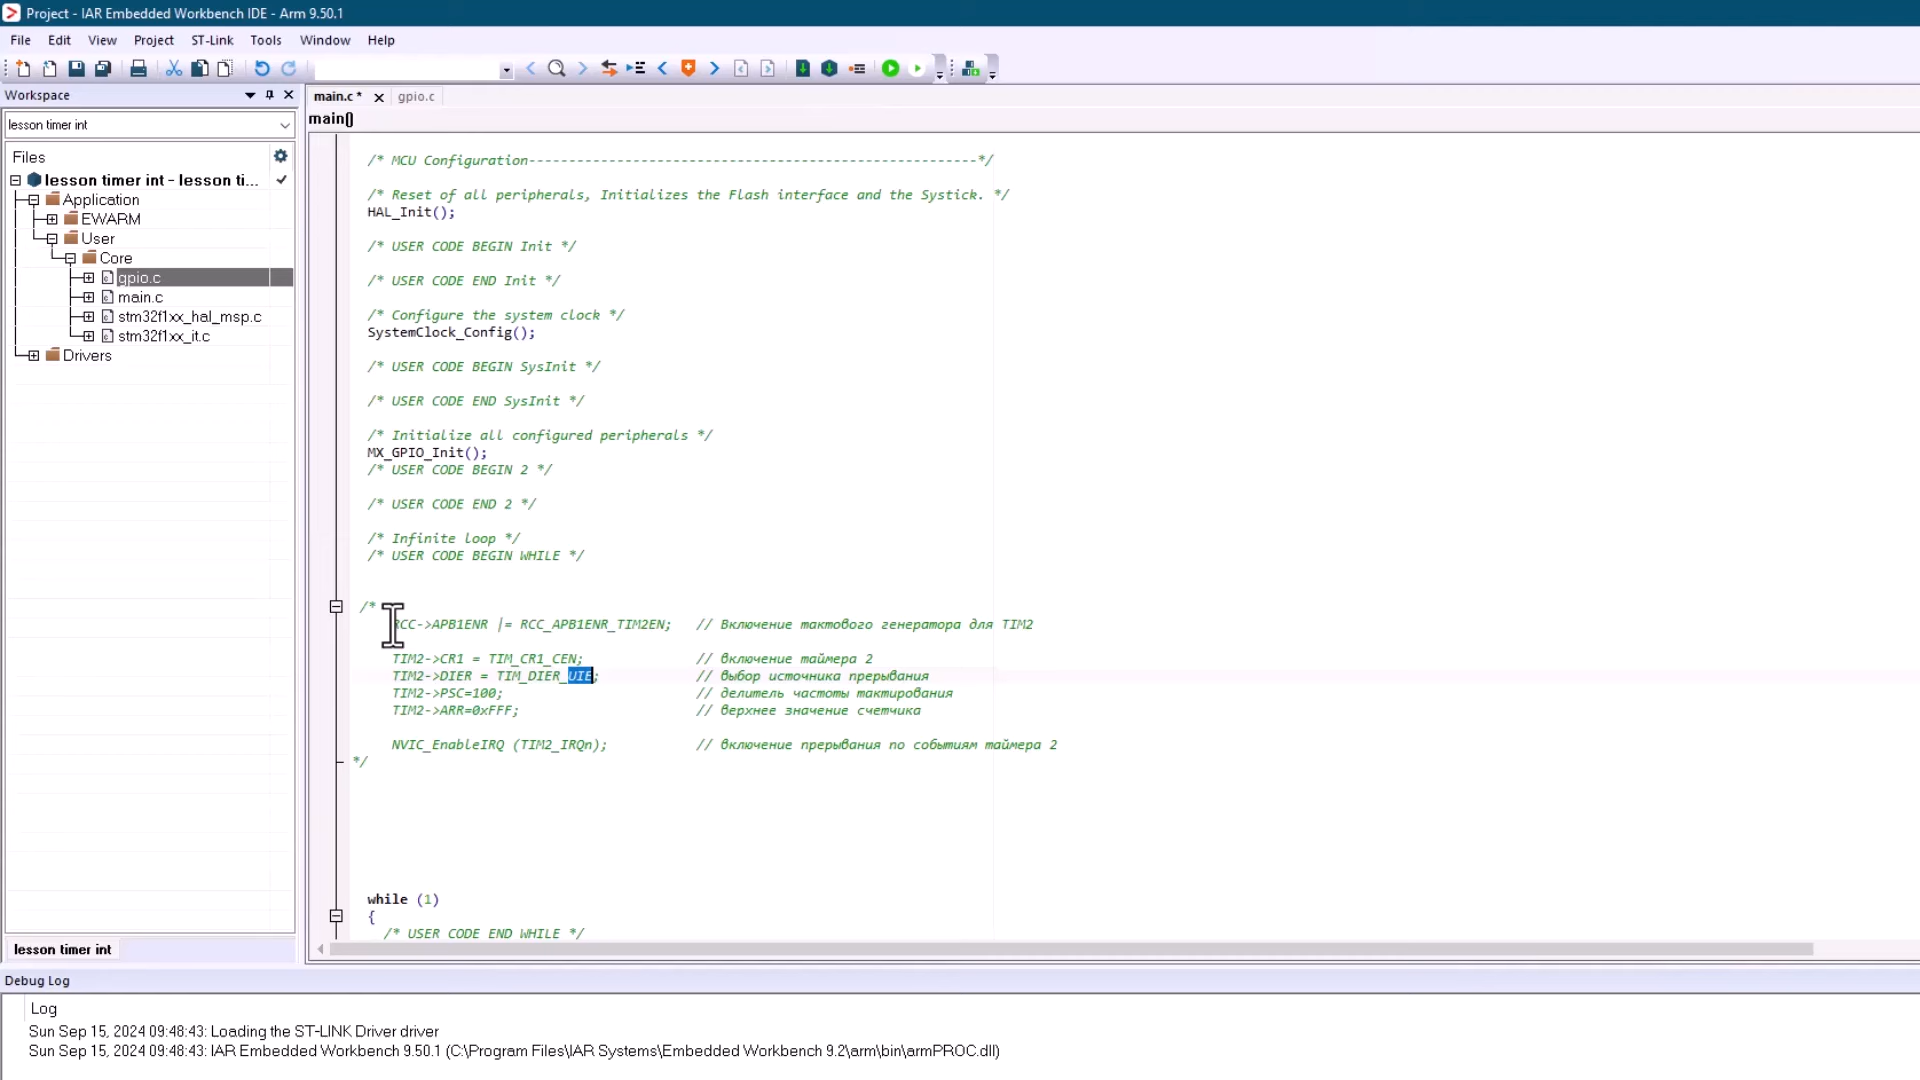 Project - IAR Embedded Workbench IDE - Arm 9.50.1
File Edit View Project ST-Link Tools Window Help
Workspace
lesson timer int
Files
lesson timer int - lesson ti...
Application
EWARM
User
Core
gpio.c
main.c
stm32f1xx_hal_msp.c
stm32f1xx_it.c
Drivers
lesson timer int
main.c * gpio.c
main()
/* MCU Configuration--------------------------------------------------------*/
/* Reset of all peripherals, Initializes the Flash interface and the Systick. */
HAL_Init();
/* USER CODE BEGIN Init */
/* USER CODE END Init */
/* Configure the system clock */
SystemClock_Config();
/* USER CODE BEGIN SysInit */
/* USER CODE END SysInit */
/* Initialize all configured peripherals */
MX_GPIO_Init();
/* USER CODE BEGIN 2 */
/* USER CODE END 2 */
/* Infinite loop */
/* USER CODE BEGIN WHILE */
/*
RCC->APB1ENR |= RCC_APB1ENR_TIM2EN; // Включение тактового генератора для TIM2
TIM2->CR1 = TIM_CR1_CEN; // включение таймера 2
TIM2->DIER = TIM_DIER_UIE; // выбор источника прерывания
TIM2->PSC=100; // делитель частоты тактирования
TIM2->ARR=0xFFF; // верхнее значение счетчика
NVIC_EnableIRQ (TIM2_IRQn); // включение прерывания по событиям таймера 2
*/
while (1)
{
/* USER CODE END WHILE */
Debug Log
Log
Sun Sep 15, 2024 09:48:43: Loading the ST-LINK Driver driver
Sun Sep 15, 2024 09:48:43: IAR Embedded Workbench 9.50.1 (C:\Program Files\IAR Systems\Embedded Workbench 9.2\arm\bin\armPROC.dll)